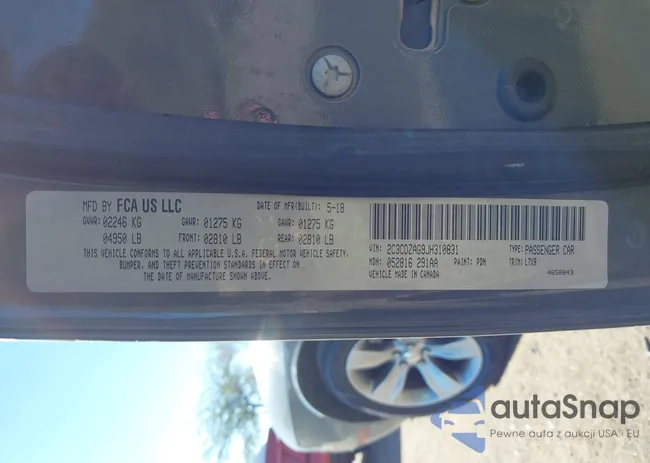 MFD BY FCA US LLC
DATE OF MFR(BUILT): 5-18
GVWR: 02246 KG GAWR: 01275 KG GAWR: 01275 KG
04950 LB FRONT: 02810 LB REAR: 02810 LB
THIS VEHICLE CONFORMS TO ALL APPLICABLE U.S.A. FEDERAL MOTOR VEHICLE SAFETY,
BUMPER, AND THEFT PREVENTION STANDARDS IN EFFECT ON
THE DATE OF MANUFACTURE SHOWN ABOVE.
VIN: 2C3CDZAG9JH310831 TYPE: PASSENGER CAR
MDH: 052816 291AA PAINT: PDN TRIM: L7X9
VEHICLE MADE IN CANADA 4658843
autoSnap
Pewne auta z aukcji USA i EU